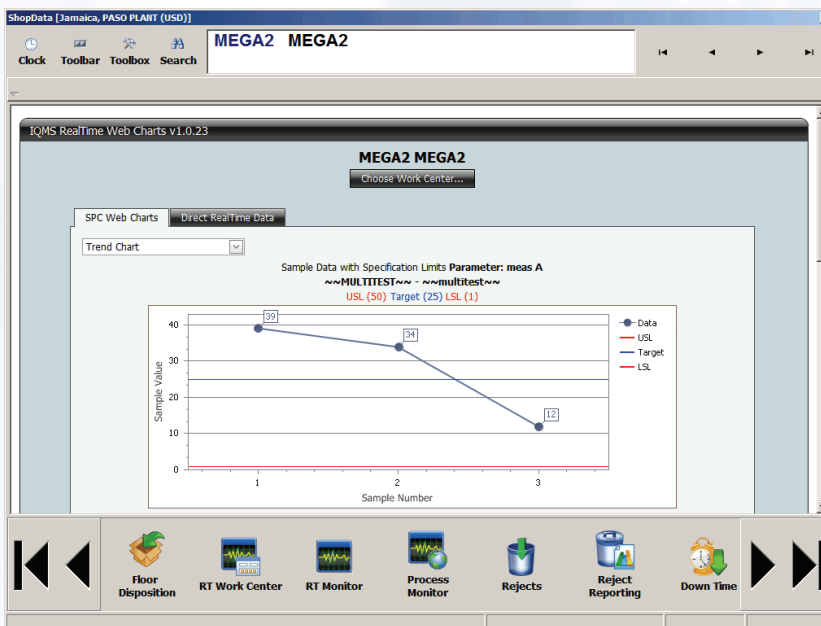 ShopData [Jamaica, PASO PLANT (USD)]
MEGA2 MEGA2
Clock Toolbar Toolbox Search
IQMS RealTime Web Charts v1.0.23
MEGA2 MEGA2
Choose Work Center...
SPC Web Charts Direct RealTime Data
Trend Chart
Sample Data with Specification Limits Parameter: meas A
~~MULTITEST~~ - ~~multitest~~
USL (50) Target (25) LSL (1)
Sample Value
40
30
20
10
0
39
34
12
1 2 3
Sample Number
Data
USL
Target
LSL
Floor Disposition
RT Work Center
RT Monitor
Process Monitor
Rejects
Reject Reporting
Down Time